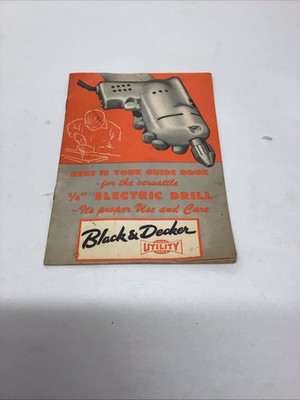 HERE IS YOUR GUIDE BOOK
-for the versatile
¼" ELECTRIC DRILL
-Its proper Use and Care
Black & Decker
UTILITY